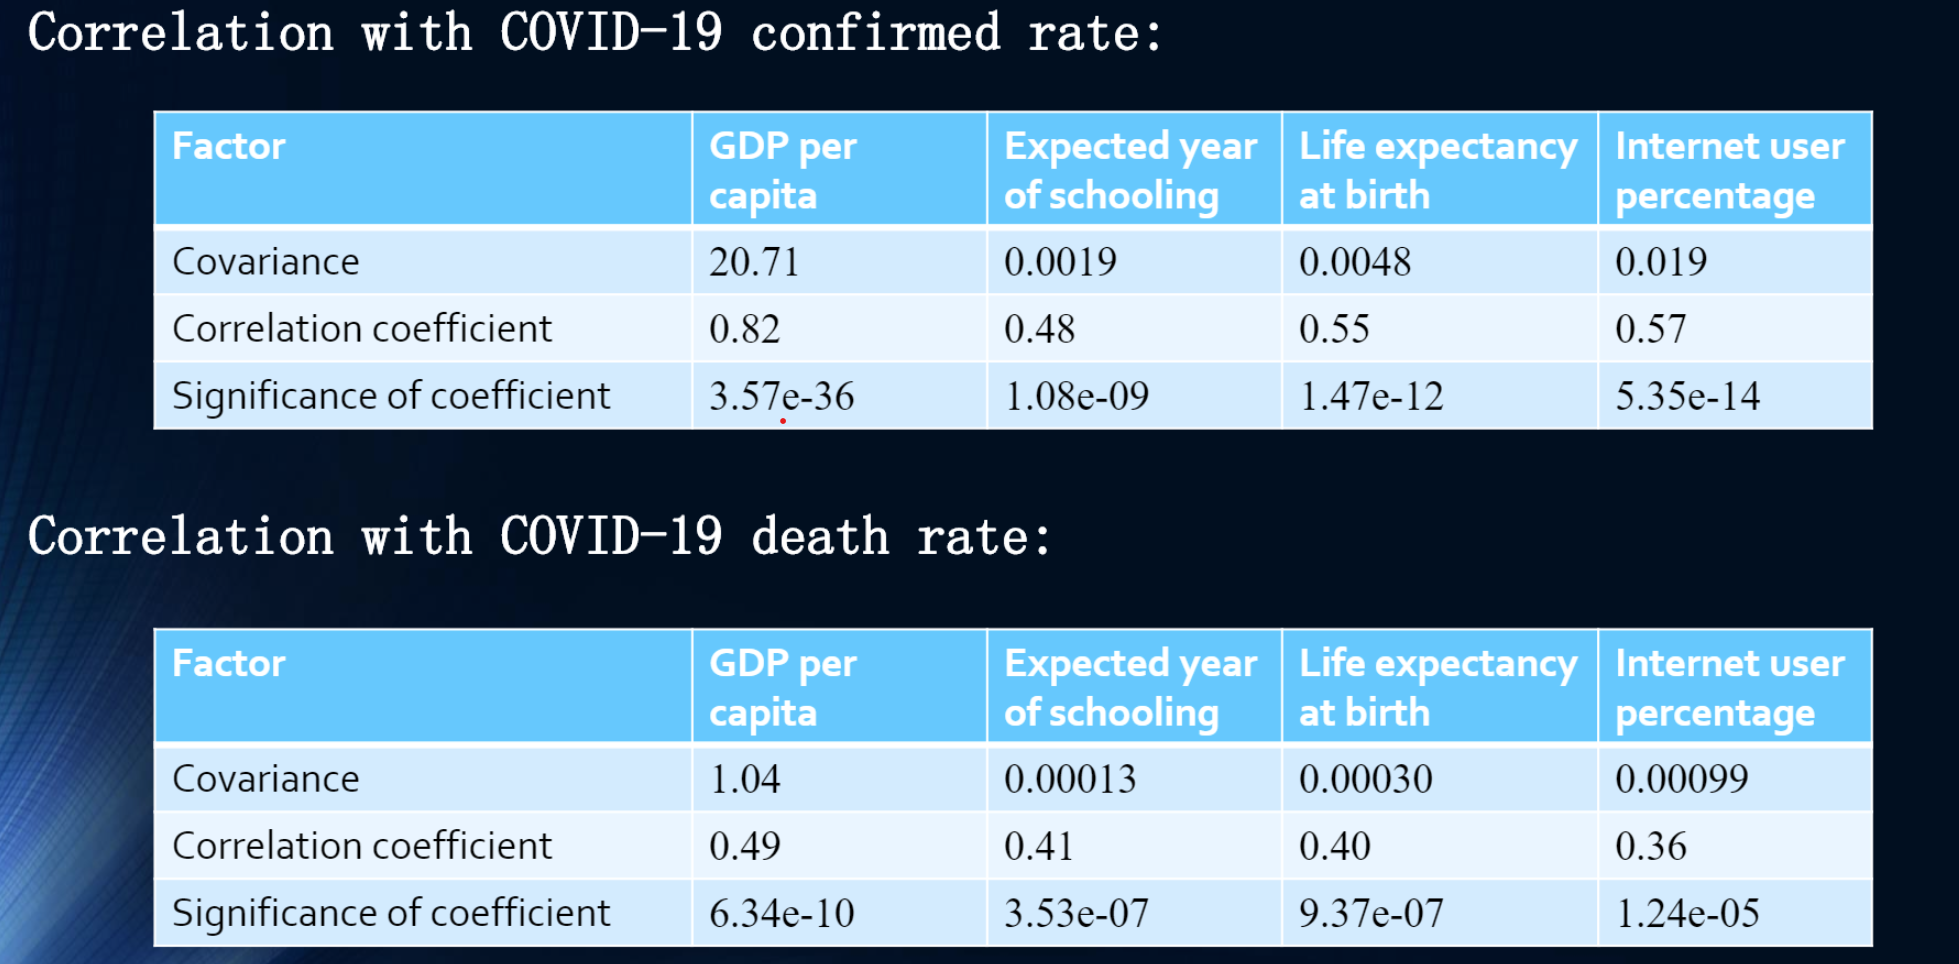 Correlation with COVID-19 confirmed rate:
Factor GDP per capita Expected year of schooling Life expectancy at birth Internet user percentage
Covariance 20.71 0.0019 0.0048 0.019
Correlation coefficient 0.82 0.48 0.55 0.57
Significance of coefficient 3.57e-36 1.08e-09 1.47e-12 5.35e-14
Correlation with COVID-19 death rate:
Factor GDP per capita Expected year of schooling Life expectancy at birth Internet user percentage
Covariance 1.04 0.00013 0.00030 0.00099
Correlation coefficient 0.49 0.41 0.40 0.36
Significance of coefficient 6.34e-10 3.53e-07 9.37e-07 1.24e-05